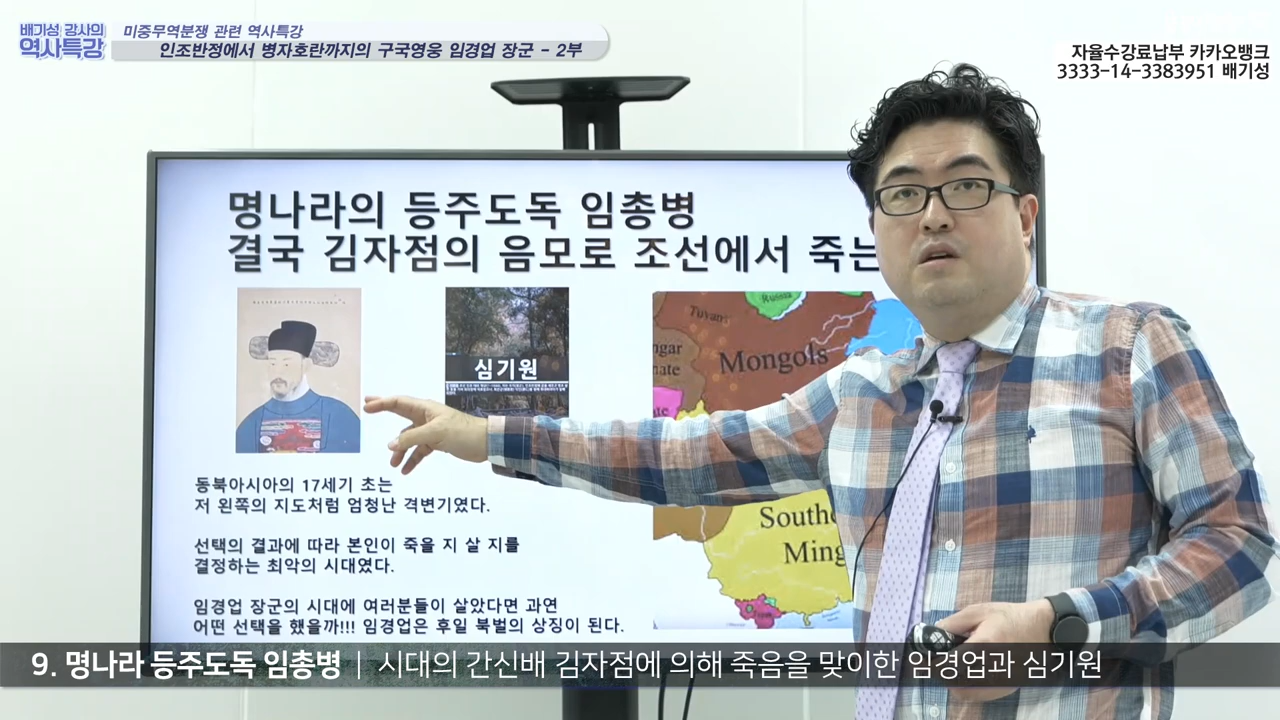 배기성 강사의
역사특강
미중무역분쟁 관련 역사특강
인조반정에서 병자호란까지의 구국영웅 임경업 장군 - 2부
자율수강료납부 카카오뱅크
3333-14-3383951 배기성
명나라의 등주도독 임총병
결국 김자점의 음모로 조선에서 죽는
심기원
Russia
Tuvans
Mongols
Southe
Ming
동북아시아의 17세기 초는
저 왼쪽의 지도처럼 엄청난 격변기였다.
선택의 결과에 따라 본인이 죽을 지 살 지를
결정하는 최악의 시대였다.
임경업 장군의 시대에 여러분들이 살았다면 과연
어떤 선택을 했을까!!! 임경업은 후일 북벌의 상징이 된다.
9. 명나라 등주도독 임총병 | 시대의 간신배 김자점에 의해 죽음을 맞이한 임경업과 심기원